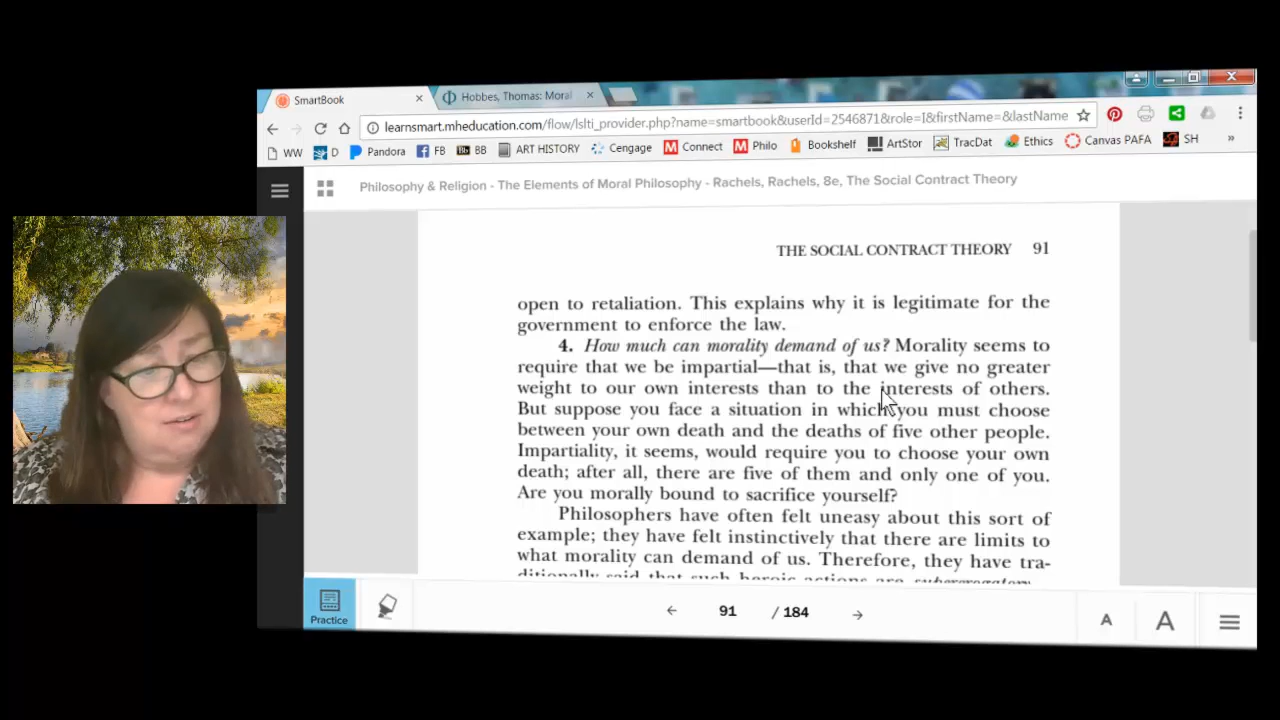 SmartBook
Hobbes, Thomas: Moral
learnsmart.mheducation.com/flow/lslti_provider.php?name=smartbook&userId=2546871&role=I&firstName=&lastName
WW D Pandora FB BB ART HISTORY Cengage Connect Philo Bookshelf ArtStor TracDat Ethics Canvas PAFA SH »
Philosophy & Religion - The Elements of Moral Philosophy - Rachels, Rachels, 8e, The Social Contract Theory
THE SOCIAL CONTRACT THEORY 91
open to retaliation. This explains why it is legitimate for the
government to enforce the law.
4. How much can morality demand of us? Morality seems to
require that we be impartial—that is, that we give no greater
weight to our own interests than to the interests of others.
But suppose you face a situation in which you must choose
between your own death and the deaths of five other people.
Impartiality, it seems, would require you to choose your own
death; after all, there are five of them and only one of you.
Are you morally bound to sacrifice yourself?
Philosophers have often felt uneasy about this sort of
example; they have felt instinctively that there are limits to
what morality can demand of us. Therefore, they have tra-
ditionally said that such heroic actions are supererogatory
Practice
91 / 184
A A